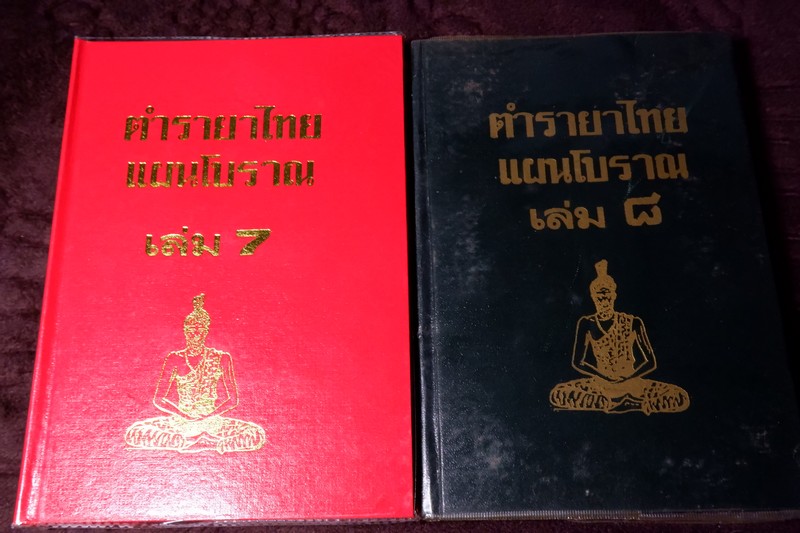 ตำรายาไทย
แผนโบราณ
เล่ม 7
ตำรายาไทย
แผนโบราณ
เล่ม ๘